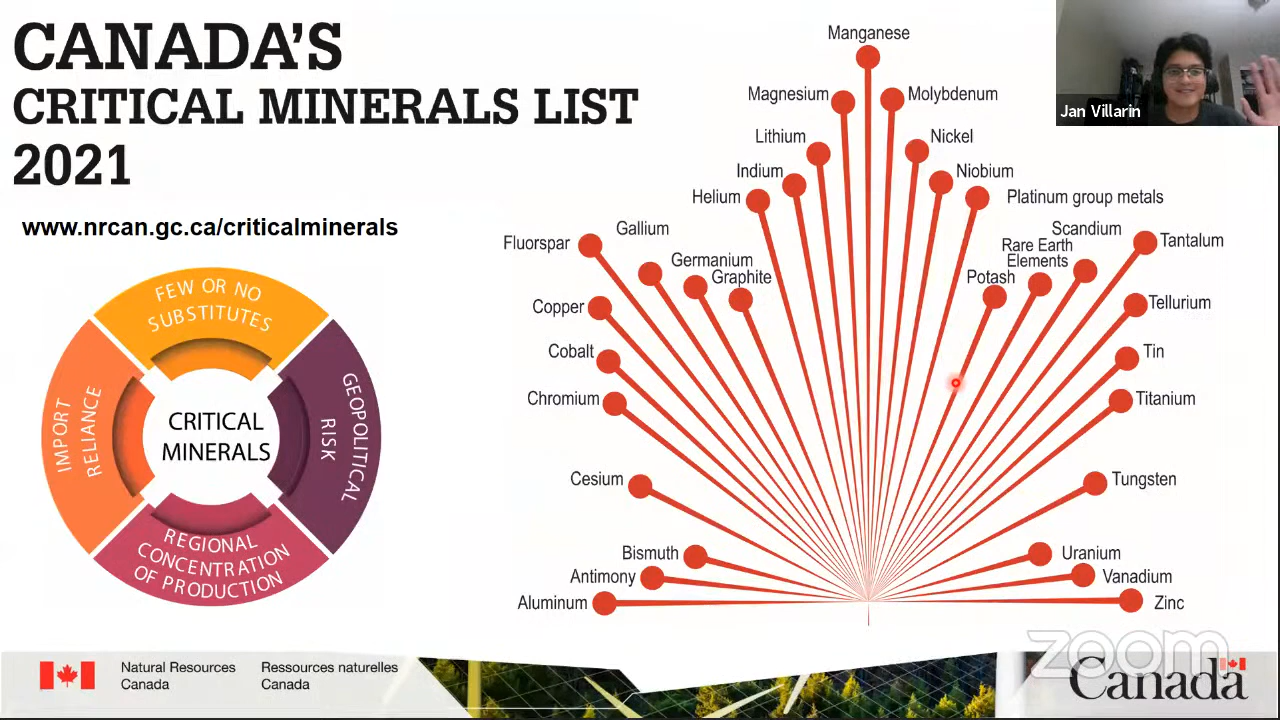 CANADA'S
CRITICAL MINERALS LIST
2021
www.nrcan.gc.ca/criticalminerals
FEW OR NO
SUBSTITUTES
IMPORT
RELIANCE
CRITICAL
MINERALS
GEOPOLITICAL
RISK
REGIONAL
CONCENTRATION
OF PRODUCTION
Manganese
Magnesium
Molybdenum
Lithium
Nickel
Indium
Niobium
Helium
Platinum group metals
Gallium
Scandium
Fluorspar
Tantalum
Rare Earth
Elements
Germanium
Graphite
Potash
Copper
Tellurium
Cobalt
Tin
Chromium
Titanium
Cesium
Tungsten
Bismuth
Uranium
Antimony
Vanadium
Aluminum
Zinc
Jan Villarin
Natural Resources
Canada
Ressources naturelles
Canada
zoom
Canada